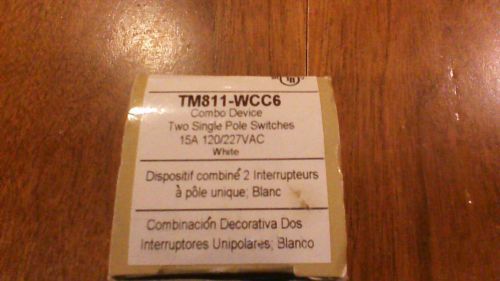 TM811-WCC6
Combo Device
Two Single Pole Switches
15A 120/227VAC
White
Dispositif combiné 2 Interrupteurs
à pôle unique; Blanc
Combinación Decorativa Dos
Interruptores Unipolares; Blanco